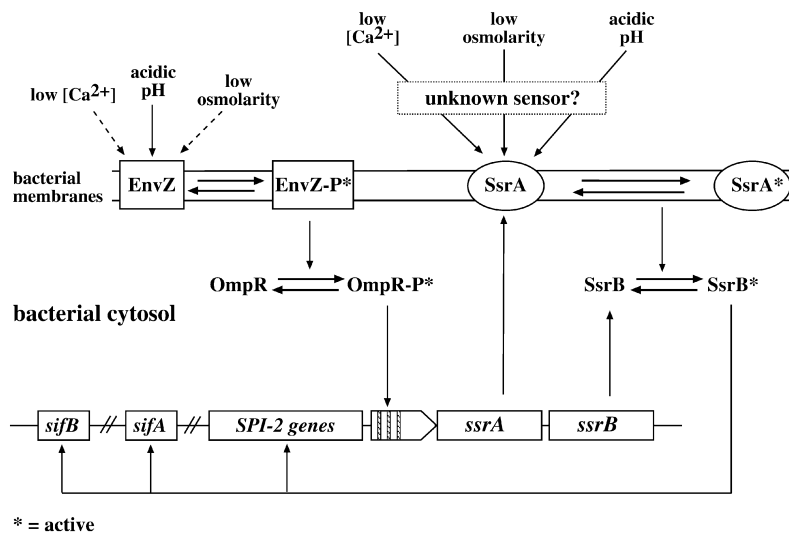 low
[Ca2+]
low
osmolarity
acidic
pH
acidic
pH
low
osmolarity
low [Ca2+]
unknown sensor?
bacterial
membranes
EnvZ
EnvZ-P*
SsrA
SsrA*
OmpR
OmpR-P*
SsrB
SsrB*
bacterial cytosol
sifB
//
sifA
//
SPI-2 genes
ssrA
ssrB
* = active